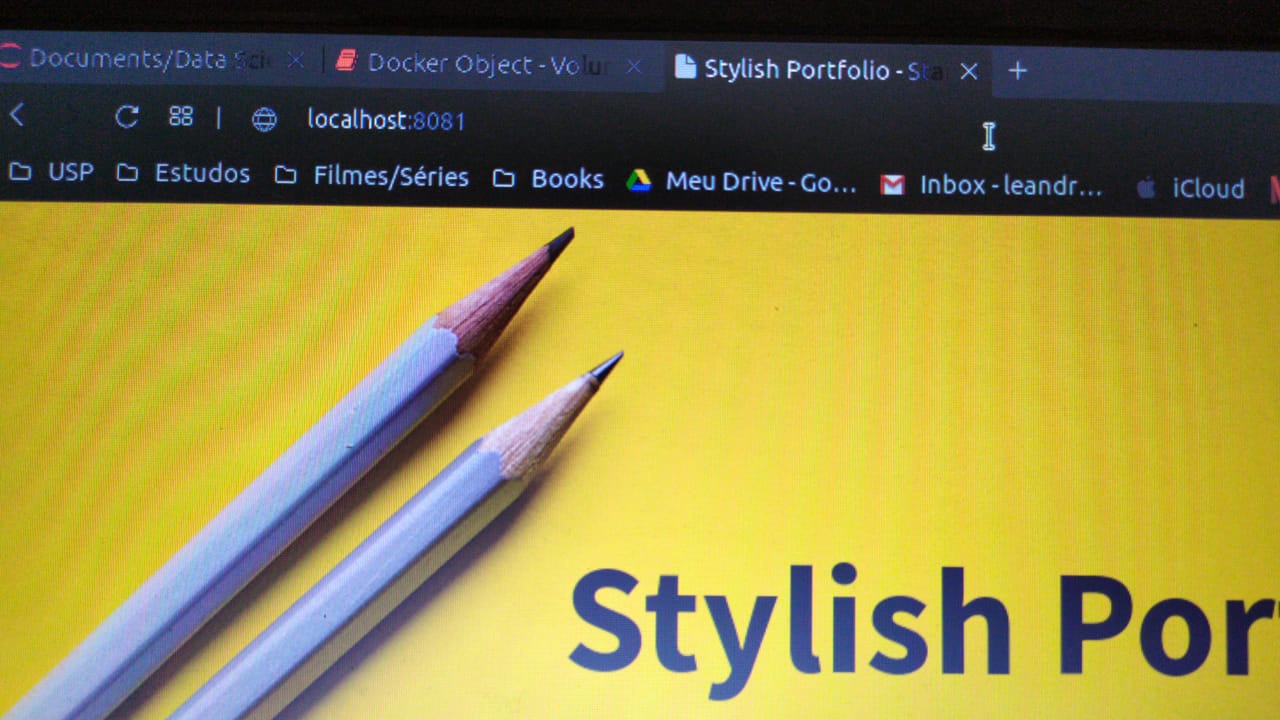 Documents/Data Sci
Docker Object - Volu
Stylish Portfolio - Sta
localhost:8081
USP
Estudos
Filmes/Séries
Books
Meu Drive - Go...
Inbox - leandr...
iCloud
Stylish Por